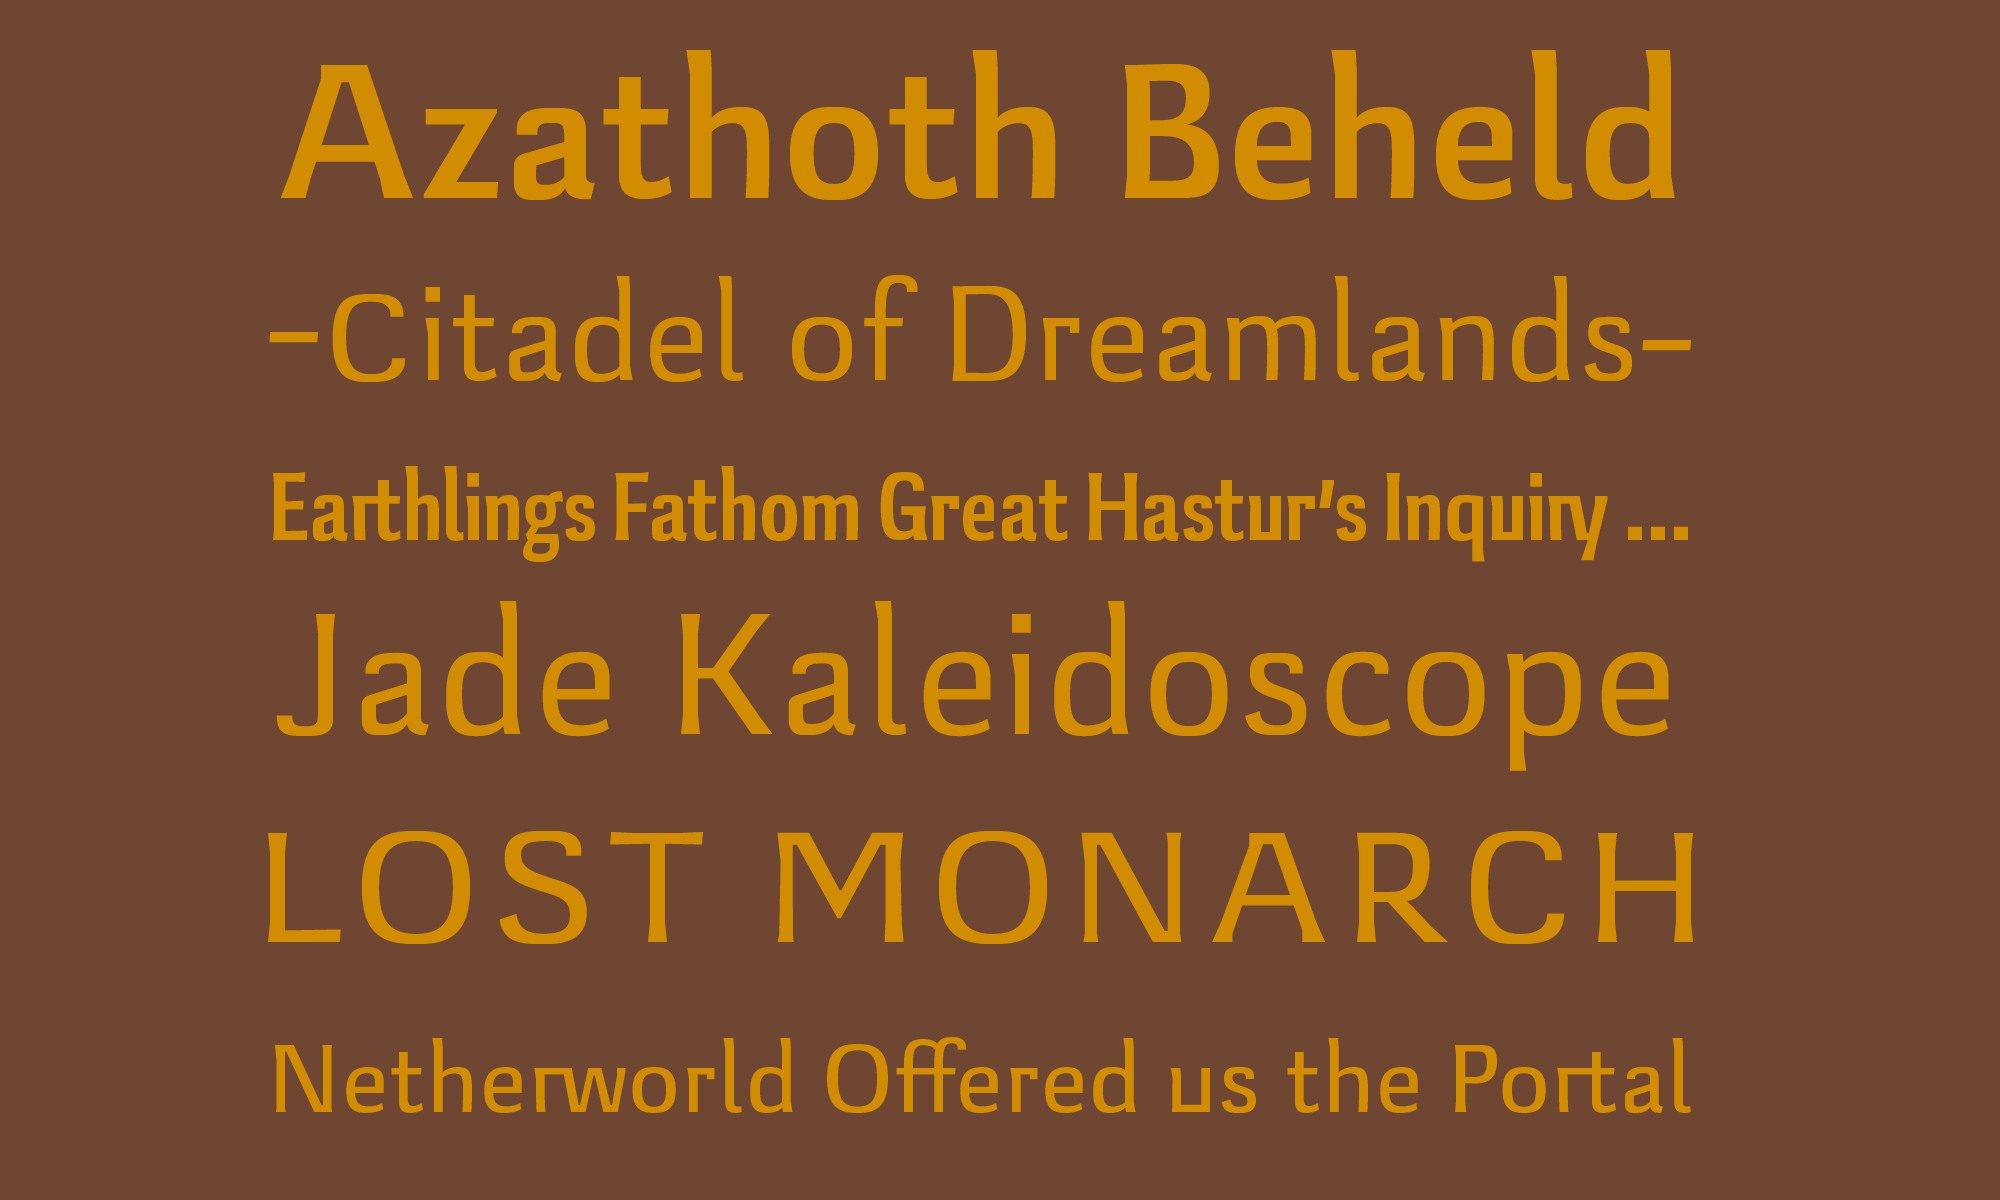 Azathoth Beheld
–Citadel of Dreamlands–
Earthlings Fathom Great Hastur’s Inquiry ...
Jade Kaleidoscope
LOST MONARCH
Netherworld Offered us the Portal